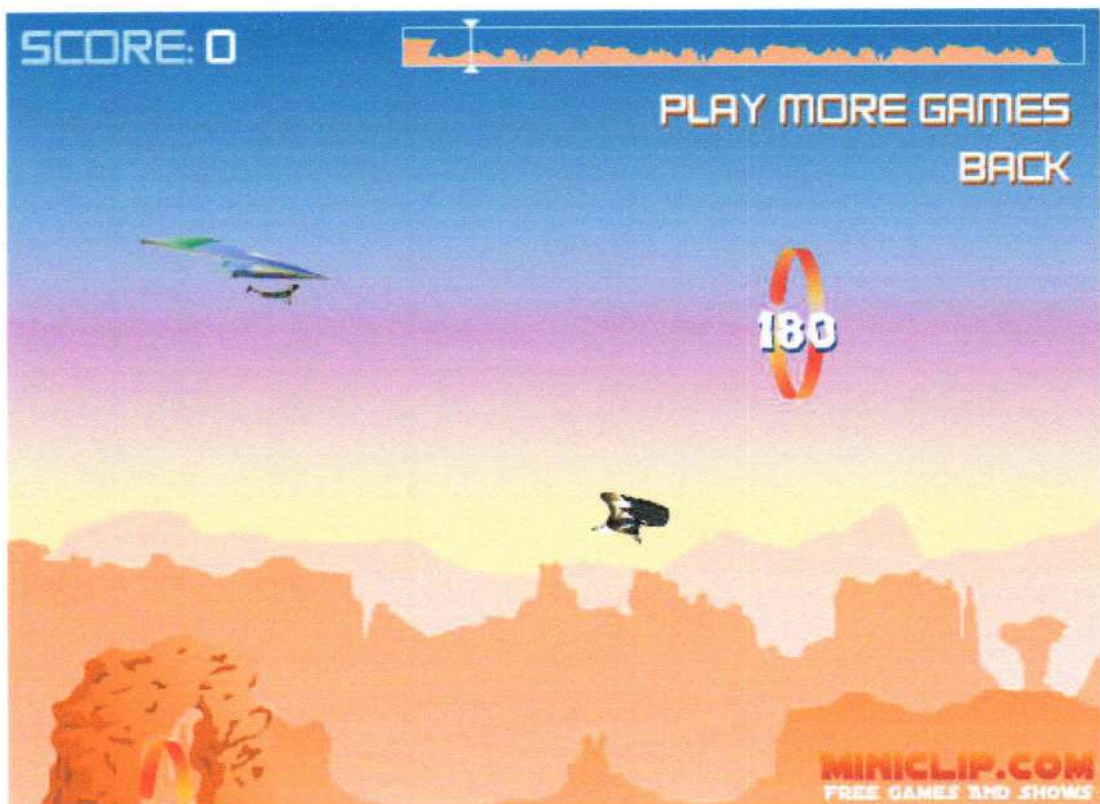 SCORE: 0
PLAY MORE GAMES
BACK
180
MINICLIP.COM
FREE GAMES AND SHOWS